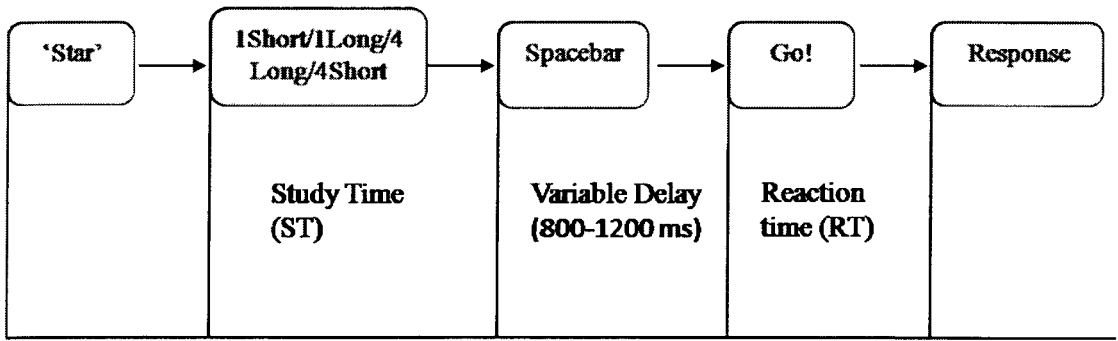 ‘Star’
1Short/1Long/4
Long/4Short
Spacebar
Go!
Response
Study Time
(ST)
Variable Delay
(800-1200 ms)
Reaction
time (RT)